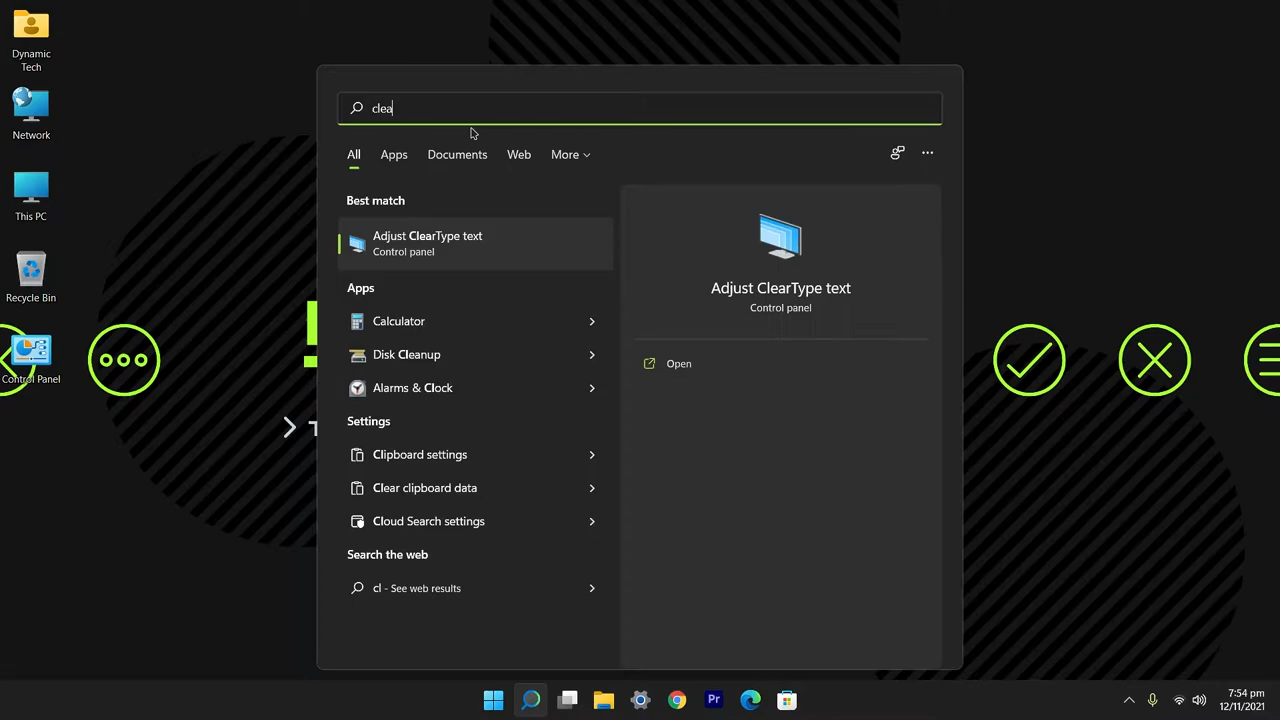 Dynamic
Tech
Network
This PC
Recycle Bin
Control Panel
clea
All
Apps
Documents
Web
More
Best match
Adjust ClearType text
Control panel
Apps
Calculator
Disk Cleanup
Alarms & Clock
Settings
Clipboard settings
Clear clipboard data
Cloud Search settings
Search the web
cl - See web results
Adjust ClearType text
Control panel
Open
Pr
7:54 pm
12/11/2021